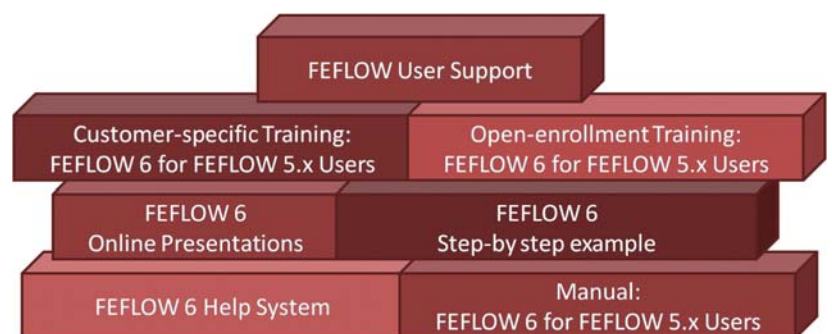 FEFLOW User Support
Customer-specific Training:
FEFLOW 6 for FEFLOW 5.x Users
Open-enrollment Training:
FEFLOW 6 for FEFLOW 5.x Users
FEFLOW 6
Online Presentations
FEFLOW 6
Step-by step example
FEFLOW 6 Help System
Manual:
FEFLOW 6 for FEFLOW 5.x Users